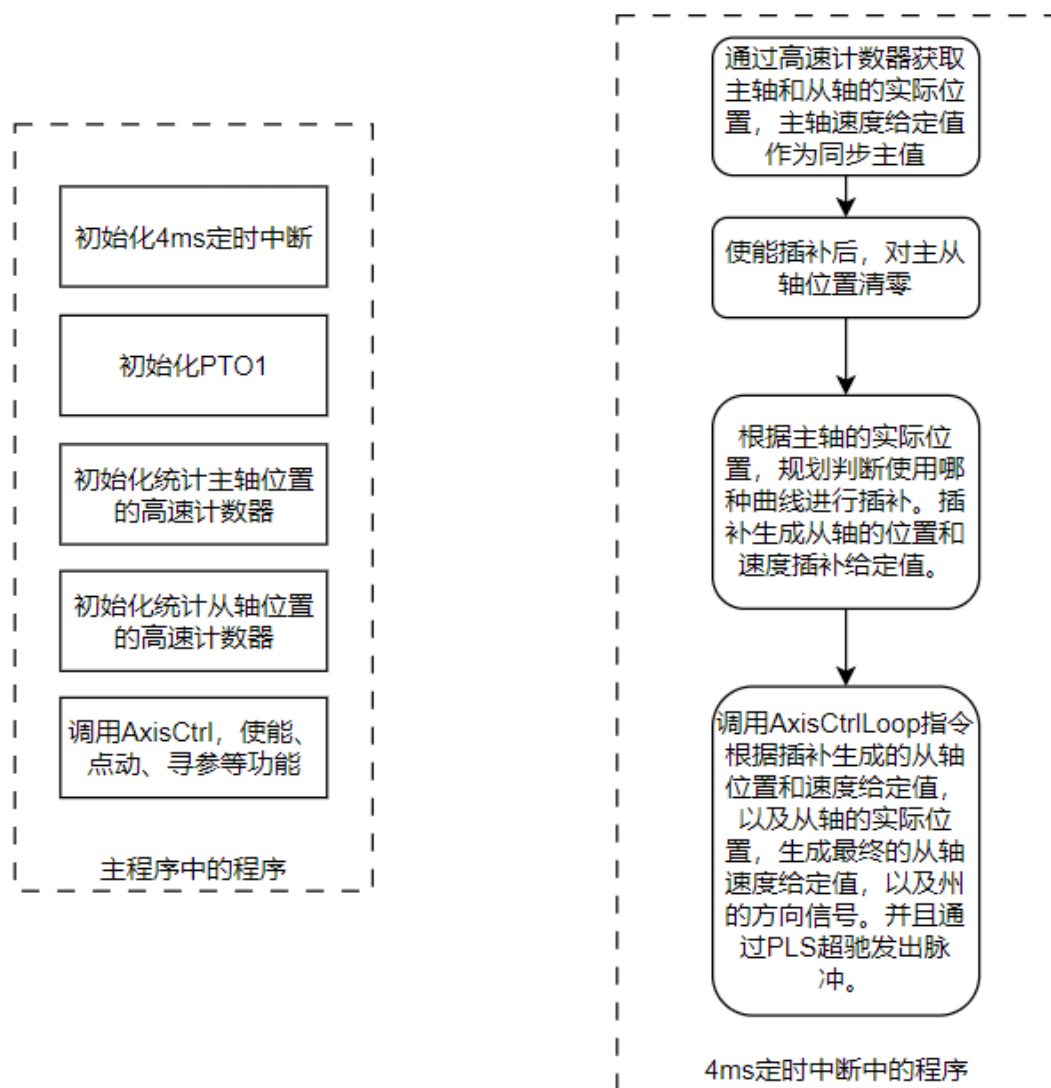 初始化4ms定时中断
初始化PTO1
初始化统计主轴位置
的高速计数器
初始化统计从轴位置
的高速计数器
调用AxisCtrl，使能、
点动、寻参等功能
主程序中的程序
通过高速计数器获取
主轴和从轴的实际位
置，主轴速度给定值
作为同步主值
使能插补后，对主从
轴位置清零
根据主轴的实际位
置，规划判断使用哪
种曲线进行插补。插
补生成从轴的位置和
速度插补给定值。
调用AxisCtrlLoop指令
根据插补生成的从轴
位置和速度给定值，
以及从轴的实际位
置，生成最终的从轴
速度给定值，以及州
的方向信号。并且通
过PLS超驰发出脉
冲。
4ms定时中断中的程序